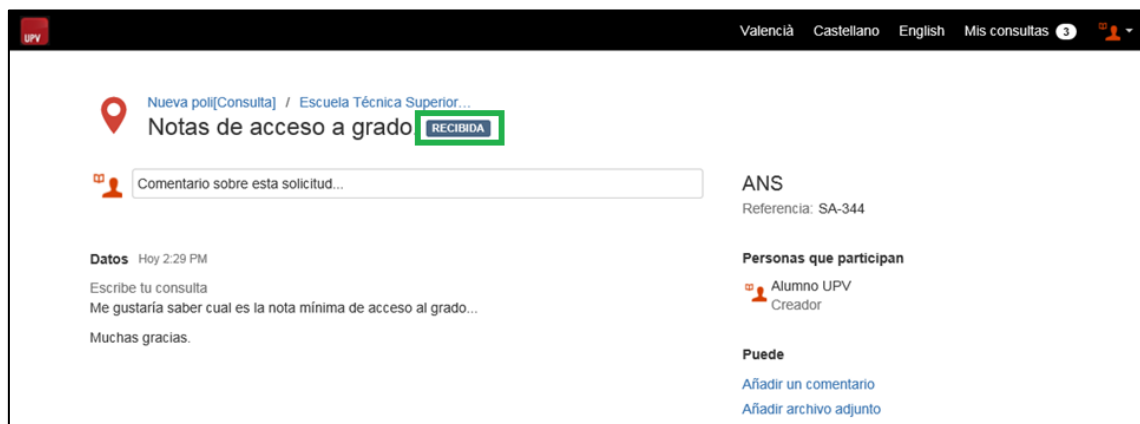 UPV
Valencià Castellano English Mis consultas 3
Nueva poli[Consulta] / Escuela Técnica Superior...
Notas de acceso a grado. RECIBIDA
Comentario sobre esta solicitud...
ANS
Referencia: SA-344
Datos Hoy 2:29 PM
Escribe tu consulta
Me gustaría saber cual es la nota mínima de acceso al grado...
Muchas gracias.
Personas que participan
Alumno UPV
Creador
Puede
Añadir un comentario
Añadir archivo adjunto